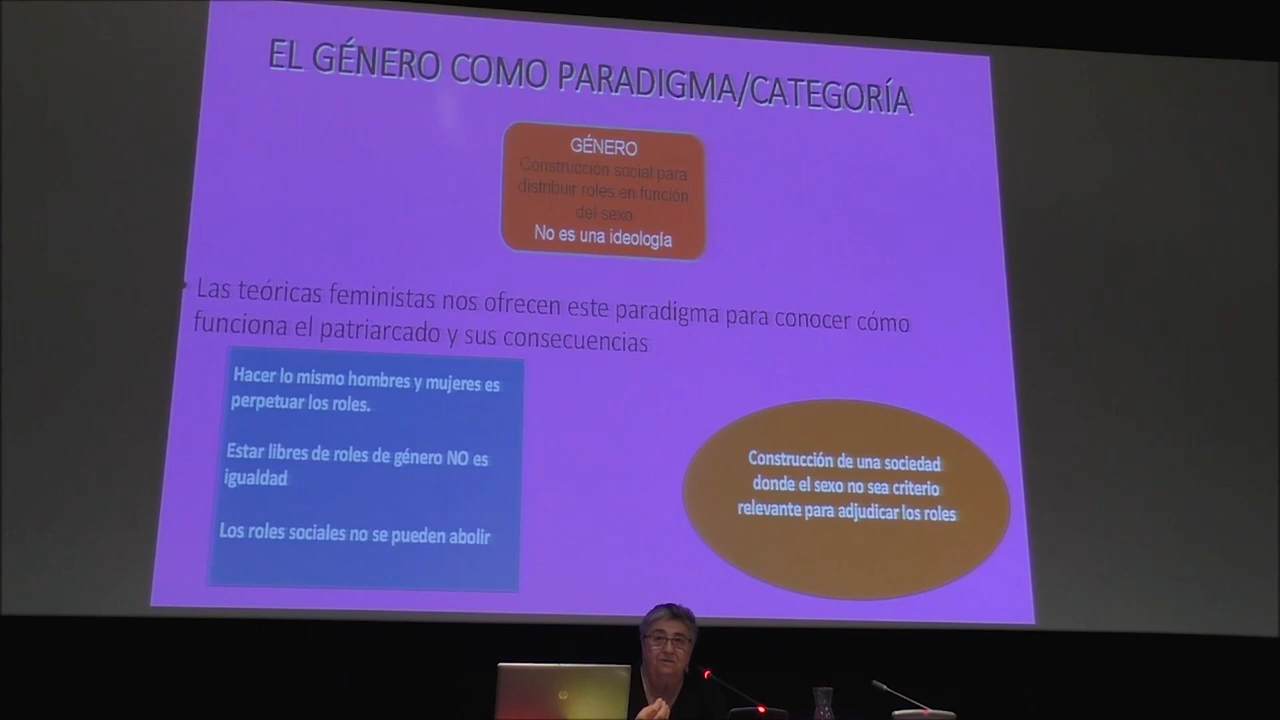 EL GÉNERO COMO PARADIGMA/CATEGORÍA
GÉNERO
Construcción social para
distribuir roles en función
del sexo
No es una ideología
Las teóricas feministas nos ofrecen este paradigma para conocer cómo
funciona el patriarcado y sus consecuencias
Hacer lo mismo hombres y mujeres es
perpetuar los roles.
Estar libres de roles de género NO es
igualdad
Los roles sociales no se pueden abolir
Construcción de una sociedad
donde el sexo no sea criterio
relevante para adjudicar los roles
hp